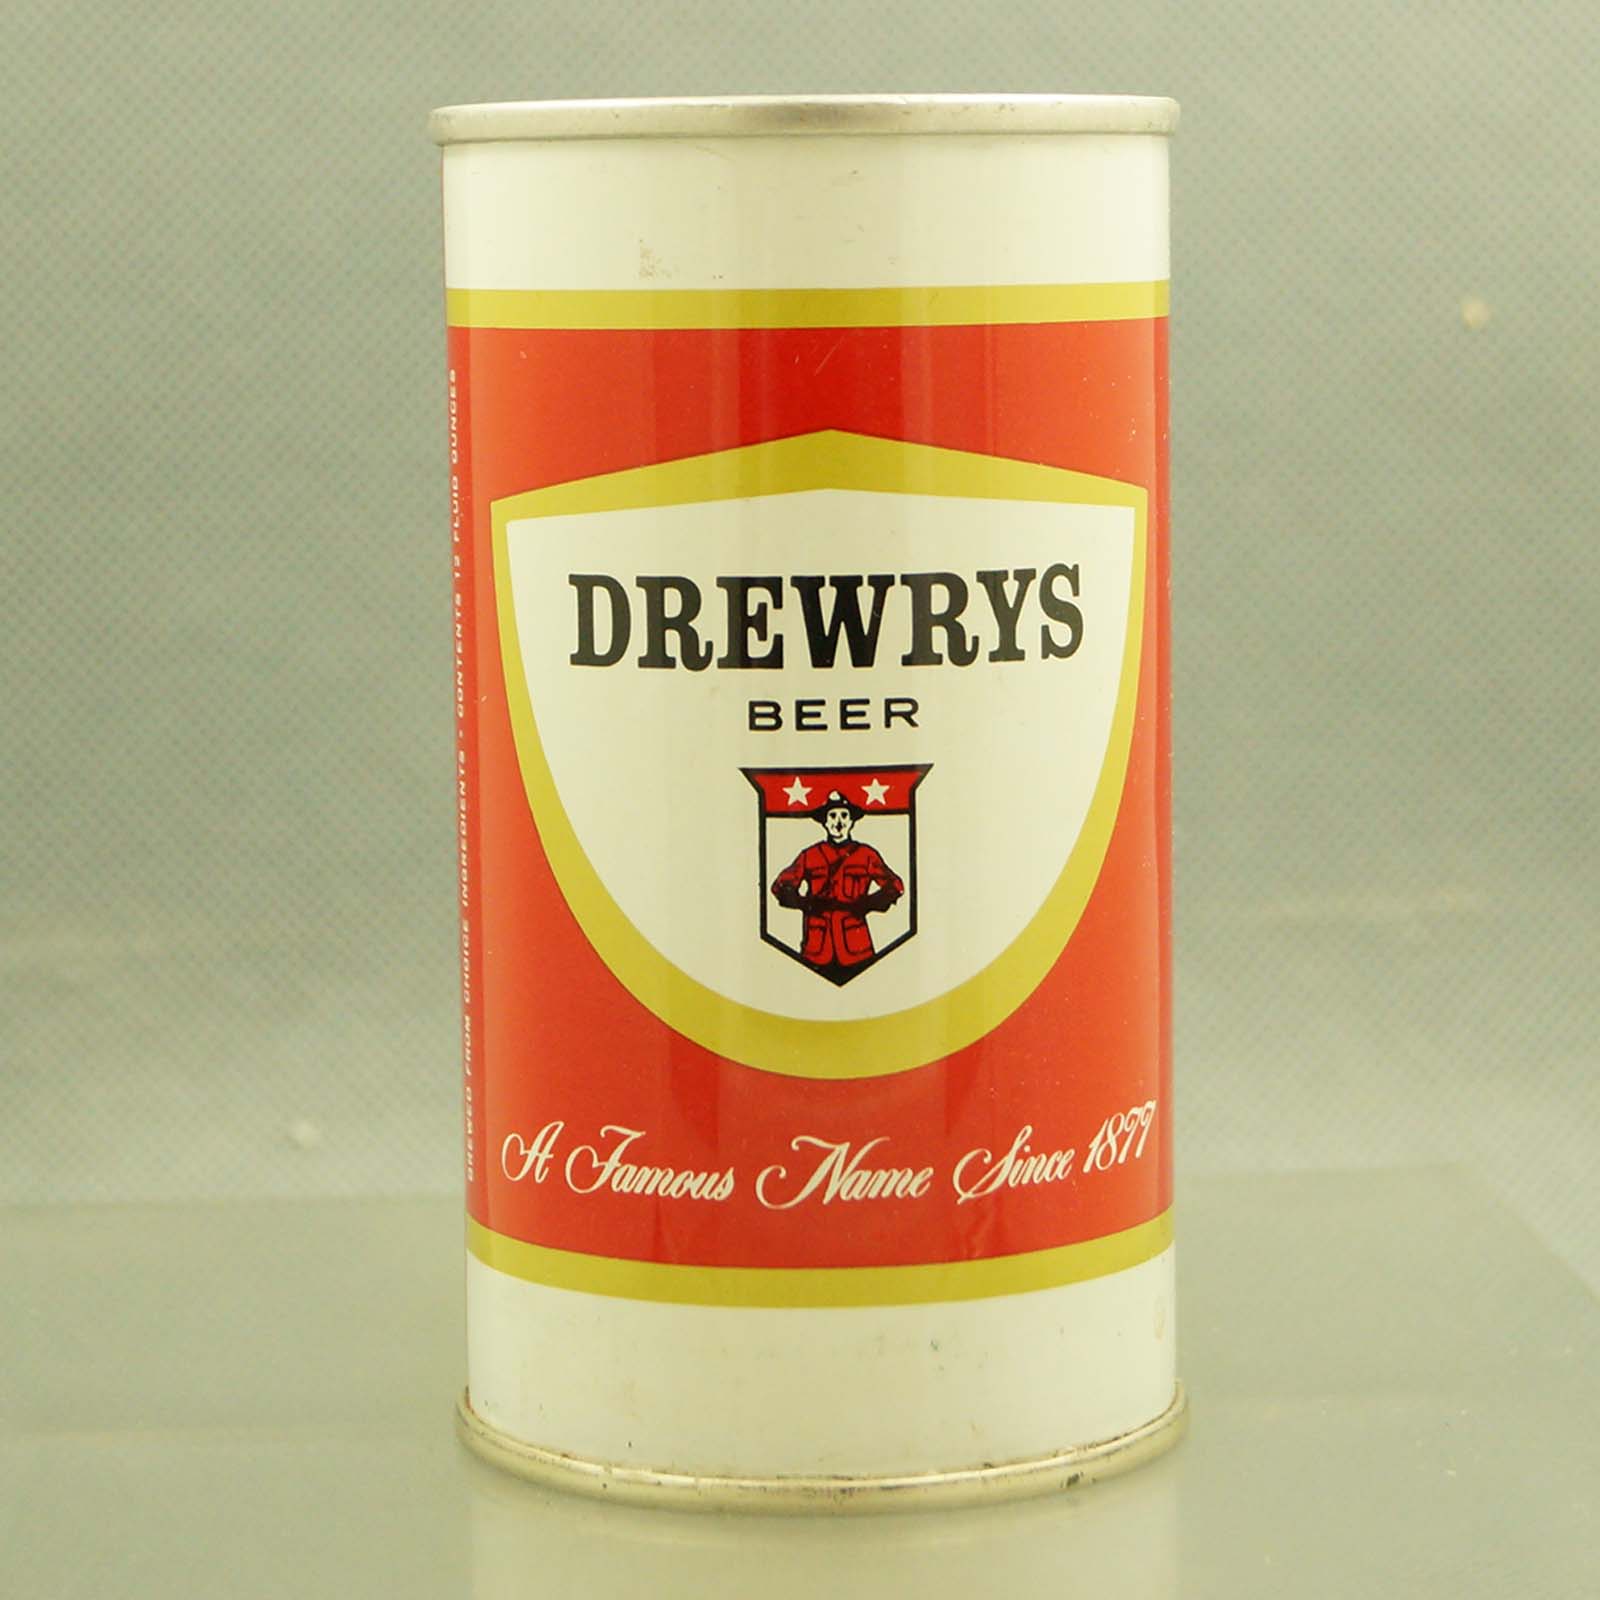 DREWRYS
BEER
A Famous Name Since 1877
BREWED FROM CHOICE INGREDIENTS • CONTENTS 12 FLUID OUNCES